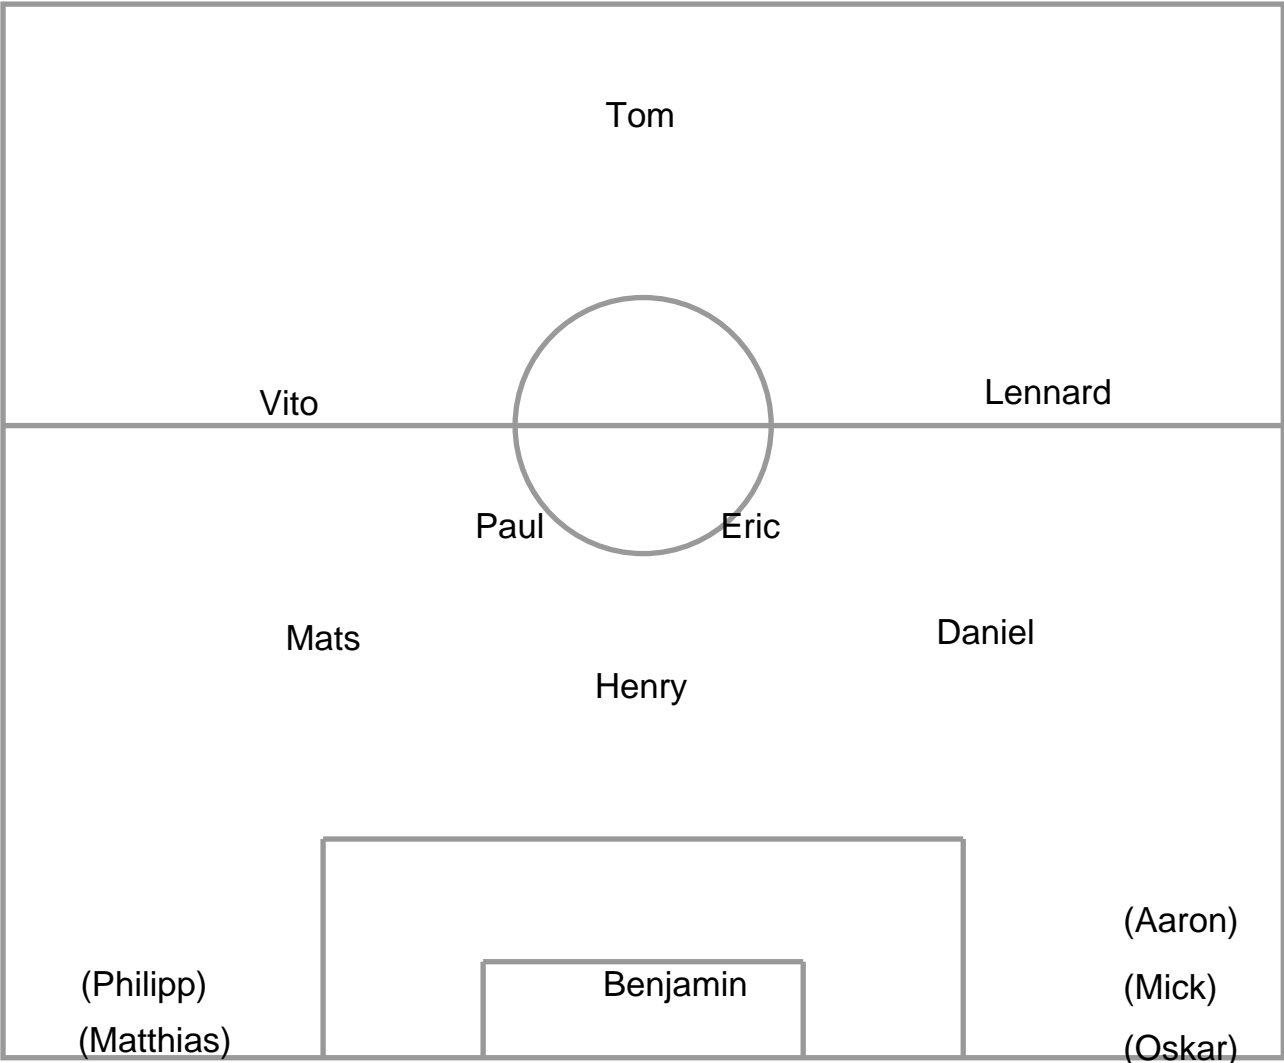 Tom
Vito
Lennard
Paul
Eric
Mats
Daniel
Henry
(Aaron)
(Philipp)
Benjamin
(Mick)
(Matthias)
(Oskar)